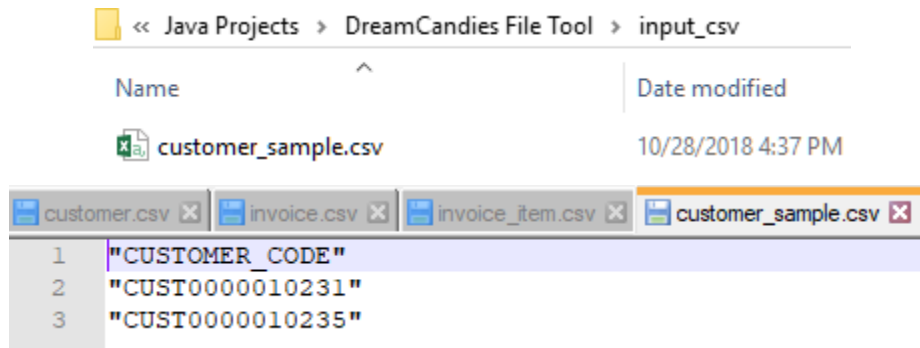 « Java Projects > DreamCandies File Tool > input_csv
Name Date modified
customer_sample.csv 10/28/2018 4:37 PM
customer.csv invoice.csv invoice_item.csv customer_sample.csv
1 "CUSTOMER_CODE"
2 "CUST0000010231"
3 "CUST0000010235"